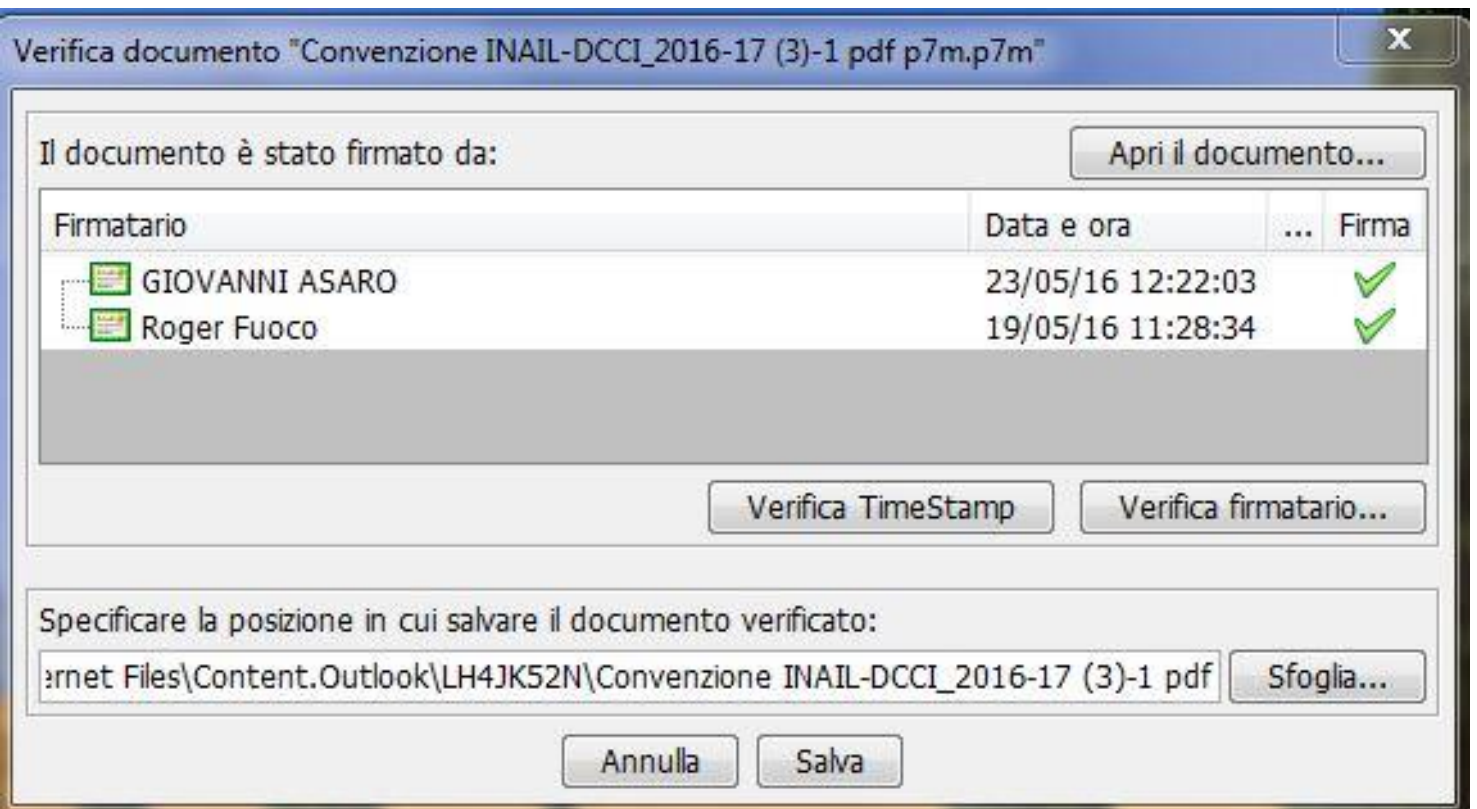 Verifica documento "Convenzione INAIL-DCCI_2016-17 (3)-1 pdf p7m.p7m"
x
Il documento è stato firmato da:
Apri il documento...
Firmatario Data e ora ... Firma
GIOVANNI ASARO 23/05/16 12:22:03
Roger Fuoco 19/05/16 11:28:34
Verifica TimeStamp
Verifica firmatario...
Specificare la posizione in cui salvare il documento verificato:
ernet Files\Content.Outlook\LH4JK52N\Convenzione INAIL-DCCI_2016-17 (3)-1 pdf
Sfoglia...
Annulla
Salva